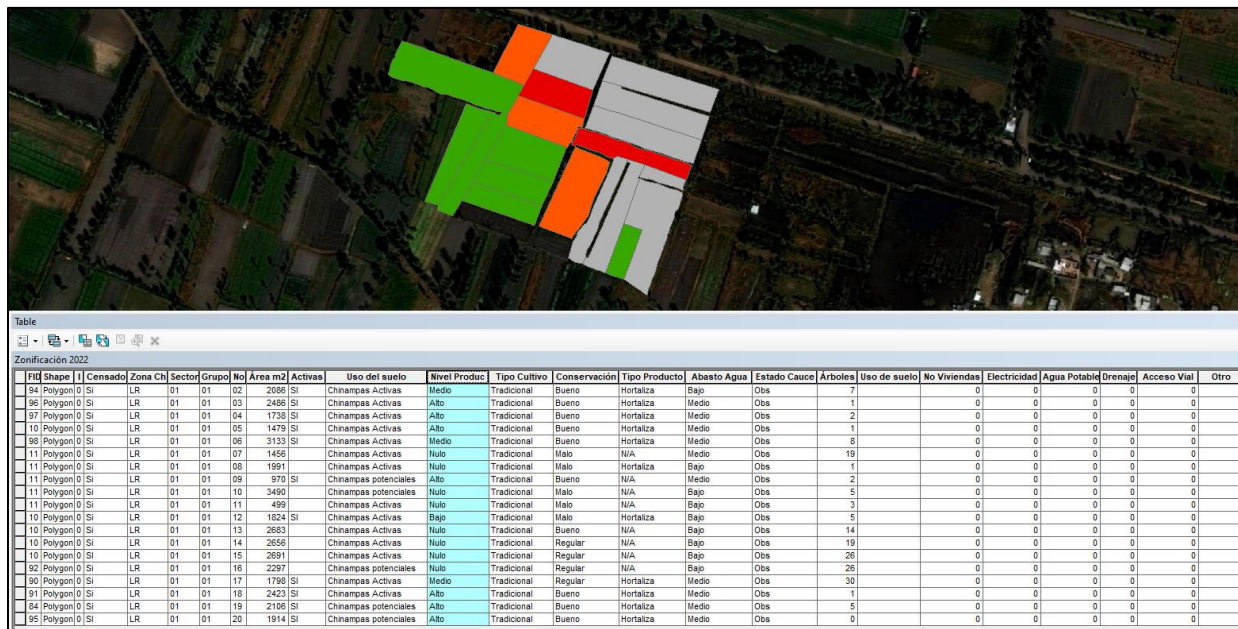 Table
Zonificación 2022
FID Shape I Censado Zona Ch Sector Grupo No Área m2 Activas Uso del suelo Nivel Produc Tipo Cultivo Conservación Tipo Producto Abasto Agua Estado Cauce Árboles Uso de suelo No Viviendas Electricidad Agua Potable Drenaje Acceso Vial Otro
94 Polygon 0 Si LR 01 01 02 2086 SI Chinampas Activas Medio Tradicional Bueno Hortaliza Bajo Obs 7 0 0 0 0 0
96 Polygon 0 Si LR 01 01 03 2486 SI Chinampas Activas Alto Tradicional Bueno Hortaliza Medio Obs 1 0 0 0 0 0
97 Polygon 0 Si LR 01 01 04 1738 SI Chinampas Activas Alto Tradicional Bueno Hortaliza Medio Obs 2 0 0 0 0 0
10 Polygon 0 Si LR 01 01 05 1479 SI Chinampas Activas Alto Tradicional Bueno Hortaliza Medio Obs 1 0 0 0 0 0
98 Polygon 0 Si LR 01 01 06 3133 SI Chinampas Activas Medio Tradicional Bueno Hortaliza Medio Obs 8 0 0 0 0 0
11 Polygon 0 Si LR 01 01 07 1456 Chinampas Activas Nulo Tradicional Malo N/A Medio Obs 19 0 0 0 0 0
11 Polygon 0 Si LR 01 01 08 1991 Chinampas Activas Nulo Tradicional Malo Hortaliza Bajo Obs 1 0 0 0 0 0
11 Polygon 0 Si LR 01 01 09 970 SI Chinampas potenciales Alto Tradicional Bueno N/A Medio Obs 2 0 0 0 0 0
11 Polygon 0 Si LR 01 01 10 3490 Chinampas potenciales Nulo Tradicional Malo N/A Bajo Obs 5 0 0 0 0 0
11 Polygon 0 Si LR 01 01 11 499 Chinampas Activas Nulo Tradicional Malo N/A Bajo Obs 3 0 0 0 0 0
10 Polygon 0 Si LR 01 01 12 1824 SI Chinampas Activas Bajo Tradicional Malo Hortaliza Bajo Obs 5 0 0 0 0 0
10 Polygon 0 Si LR 01 01 13 2683 Chinampas Activas Nulo Tradicional Bueno N/A Bajo Obs 14 0 0 0 0 0
10 Polygon 0 Si LR 01 01 14 2656 Chinampas Activas Nulo Tradicional Regular N/A Bajo Obs 19 0 0 0 0 0
10 Polygon 0 Si LR 01 01 15 2691 Chinampas Activas Nulo Tradicional Regular N/A Bajo Obs 26 0 0 0 0 0
92 Polygon 0 Si LR 01 01 16 2297 Chinampas potenciales Nulo Tradicional Regular N/A Bajo Obs 26 0 0 0 0 0
90 Polygon 0 Si LR 01 01 17 1798 SI Chinampas Activas Medio Tradicional Regular Hortaliza Medio Obs 30 0 0 0 0 0
91 Polygon 0 Si LR 01 01 18 2423 SI Chinampas Activas Alto Tradicional Bueno Hortaliza Medio Obs 1 0 0 0 0 0
84 Polygon 0 Si LR 01 01 19 2106 SI Chinampas potenciales Alto Tradicional Bueno Hortaliza Medio Obs 5 0 0 0 0 0
95 Polygon 0 SI LR 01 01 20 1914 SI Chinampas potenciales Alto Tradicional Bueno Hortaliza Medio Obs 0 0 0 0 0 0